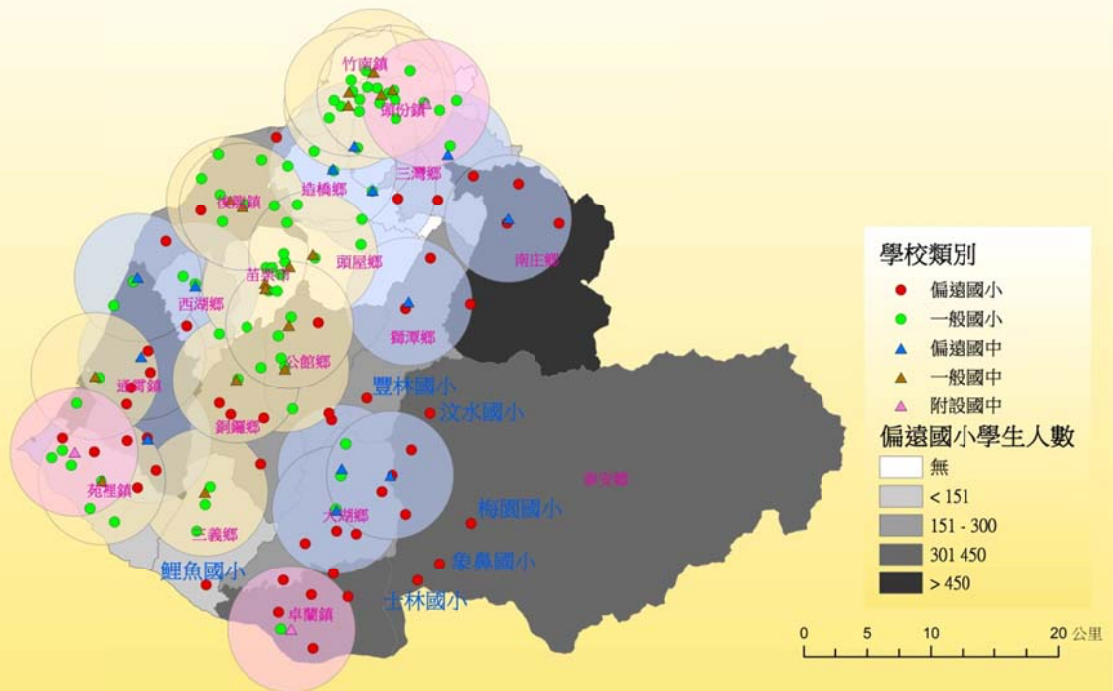 竹南鎮
頭份鎮
三灣鄉
造橋鄉
後龍鎮
南庄鄉
頭屋鄉
苗栗市
西湖鄉
獅潭鄉
公館鄉
通霄鎮
豐林國小
汶水國小
銅鑼鄉
泰安鄉
苑裡鎮
大湖鄉
梅園國小
三義鄉
象鼻國小
鯉魚國小
士林國小
卓蘭鎮
學校類別
偏遠國小
一般國小
偏遠國中
一般國中
附設國中
偏遠國小學生人數
無
< 151
151 - 300
301 450
> 450
0 5 10 20 公里